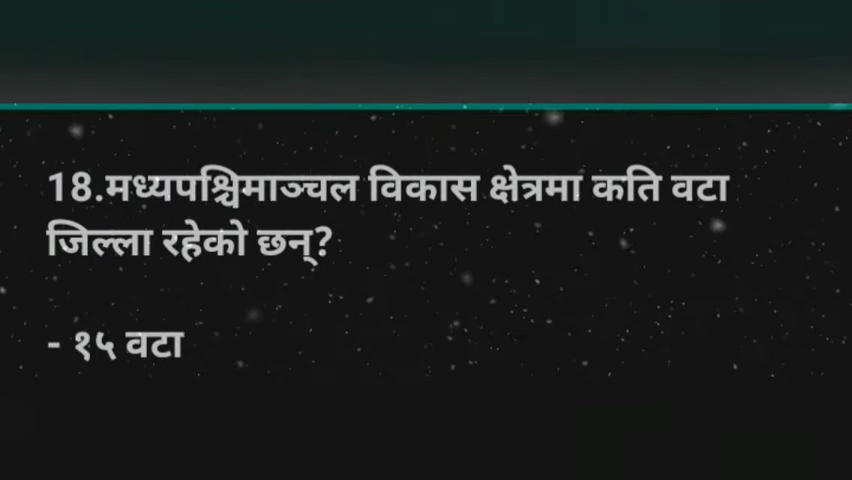 18.मध्यपश्चिमाञ्चल विकास क्षेत्रमा कति वटा
जिल्ला रहेको छन्?
- १५ वटा